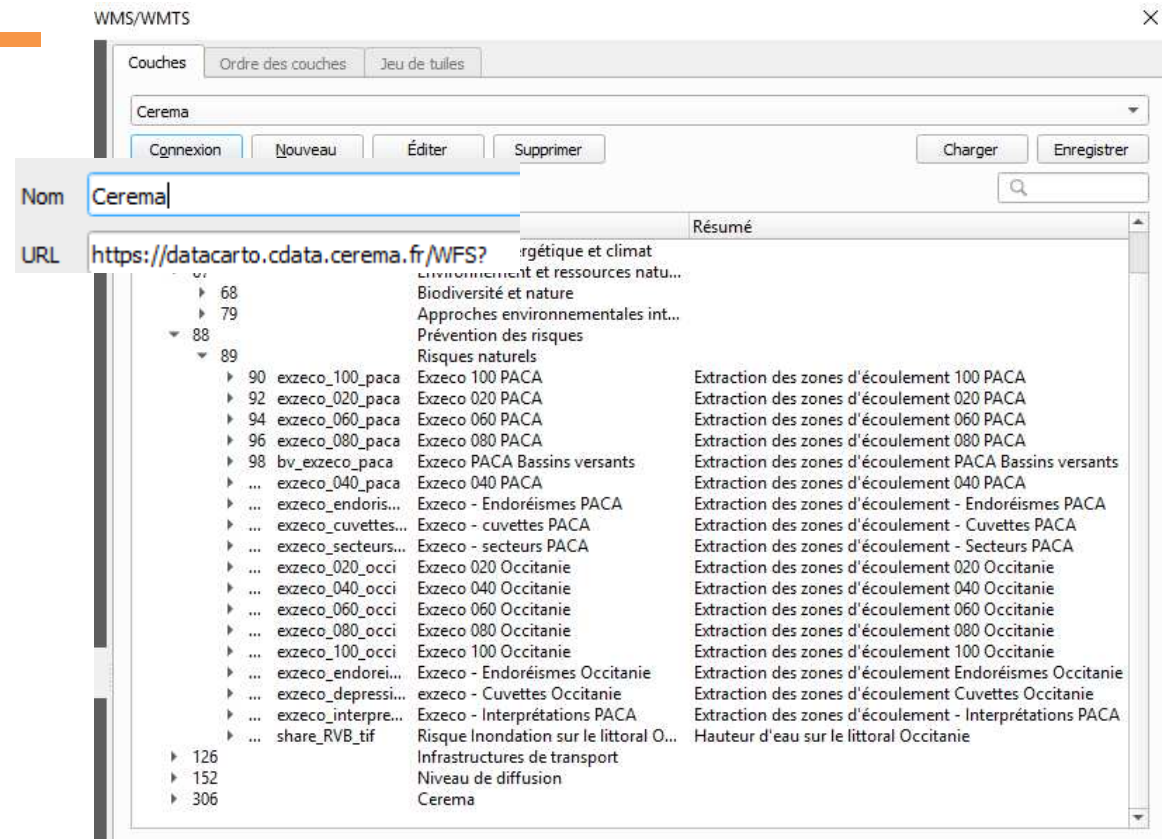 WMS/WMTS
Couches Ordre des couches Jeu de tuiles
Cerema
Connexion Nouveau Éditer Supprimer Charger Enregistrer
Nom Cerema
Résumé
URL https://datacarto.cdata.cerema.fr/WFS? et climat
et ressources natu...
68 Biodiversité et nature
79 Approches environnementales int...
88 Prévention des risques
89 Risques naturels
90 exzeco_100_paca Exzeco 100 PACA Extraction des zones d'écoulement 100 PACA
92 exzeco_020_paca Exzeco 020 PACA Extraction des zones d'écoulement 020 PACA
94 exzeco_060_paca Exzeco 060 PACA Extraction des zones d'écoulement 060 PACA
96 exzeco_080_paca Exzeco 080 PACA Extraction des zones d'écoulement 080 PACA
98 bv_exzeco_paca Exzeco PACA Bassins versants Extraction des zones d'écoulement PACA Bassins versants
... exzeco_040_paca Exzeco 040 PACA Extraction des zones d'écoulement 040 PACA
... exzeco_endoris... Exzeco - Endoréismes PACA Extraction des zones d'écoulement - Endoréismes PACA
... exzeco_cuvettes... Exzeco - cuvettes PACA Extraction des zones d'écoulement - Cuvettes PACA
... exzeco_secteurs... Exzeco - secteurs PACA Extraction des zones d'écoulement - Secteurs PACA
... exzeco_020_occi Exzeco 020 Occitanie Extraction des zones d'écoulement 020 Occitanie
... exzeco_040_occi Exzeco 040 Occitanie Extraction des zones d'écoulement 040 Occitanie
... exzeco_060_occi Exzeco 060 Occitanie Extraction des zones d'écoulement 060 Occitanie
... exzeco_080_occi Exzeco 080 Occitanie Extraction des zones d'écoulement 080 Occitanie
... exzeco_100_occi Exzeco 100 Occitanie Extraction des zones d'écoulement 100 Occitanie
... exzeco_endorei... Exzeco - Endoréismes Occitanie Extraction des zones d'écoulement Endoréismes Occitanie
... exzeco_depressi... exzeco - Cuvettes Occitanie Extraction des zones d'écoulement Cuvettes Occitanie
... exzeco_interpre... Exzeco - Interprétations PACA Extraction des zones d'écoulement - Interprétations PACA
... share_RVB_tif Risque Inondation sur le littoral O... Hauteur d'eau sur le littoral Occitanie
126 Infrastructures de transport
152 Niveau de diffusion
306 Cerema